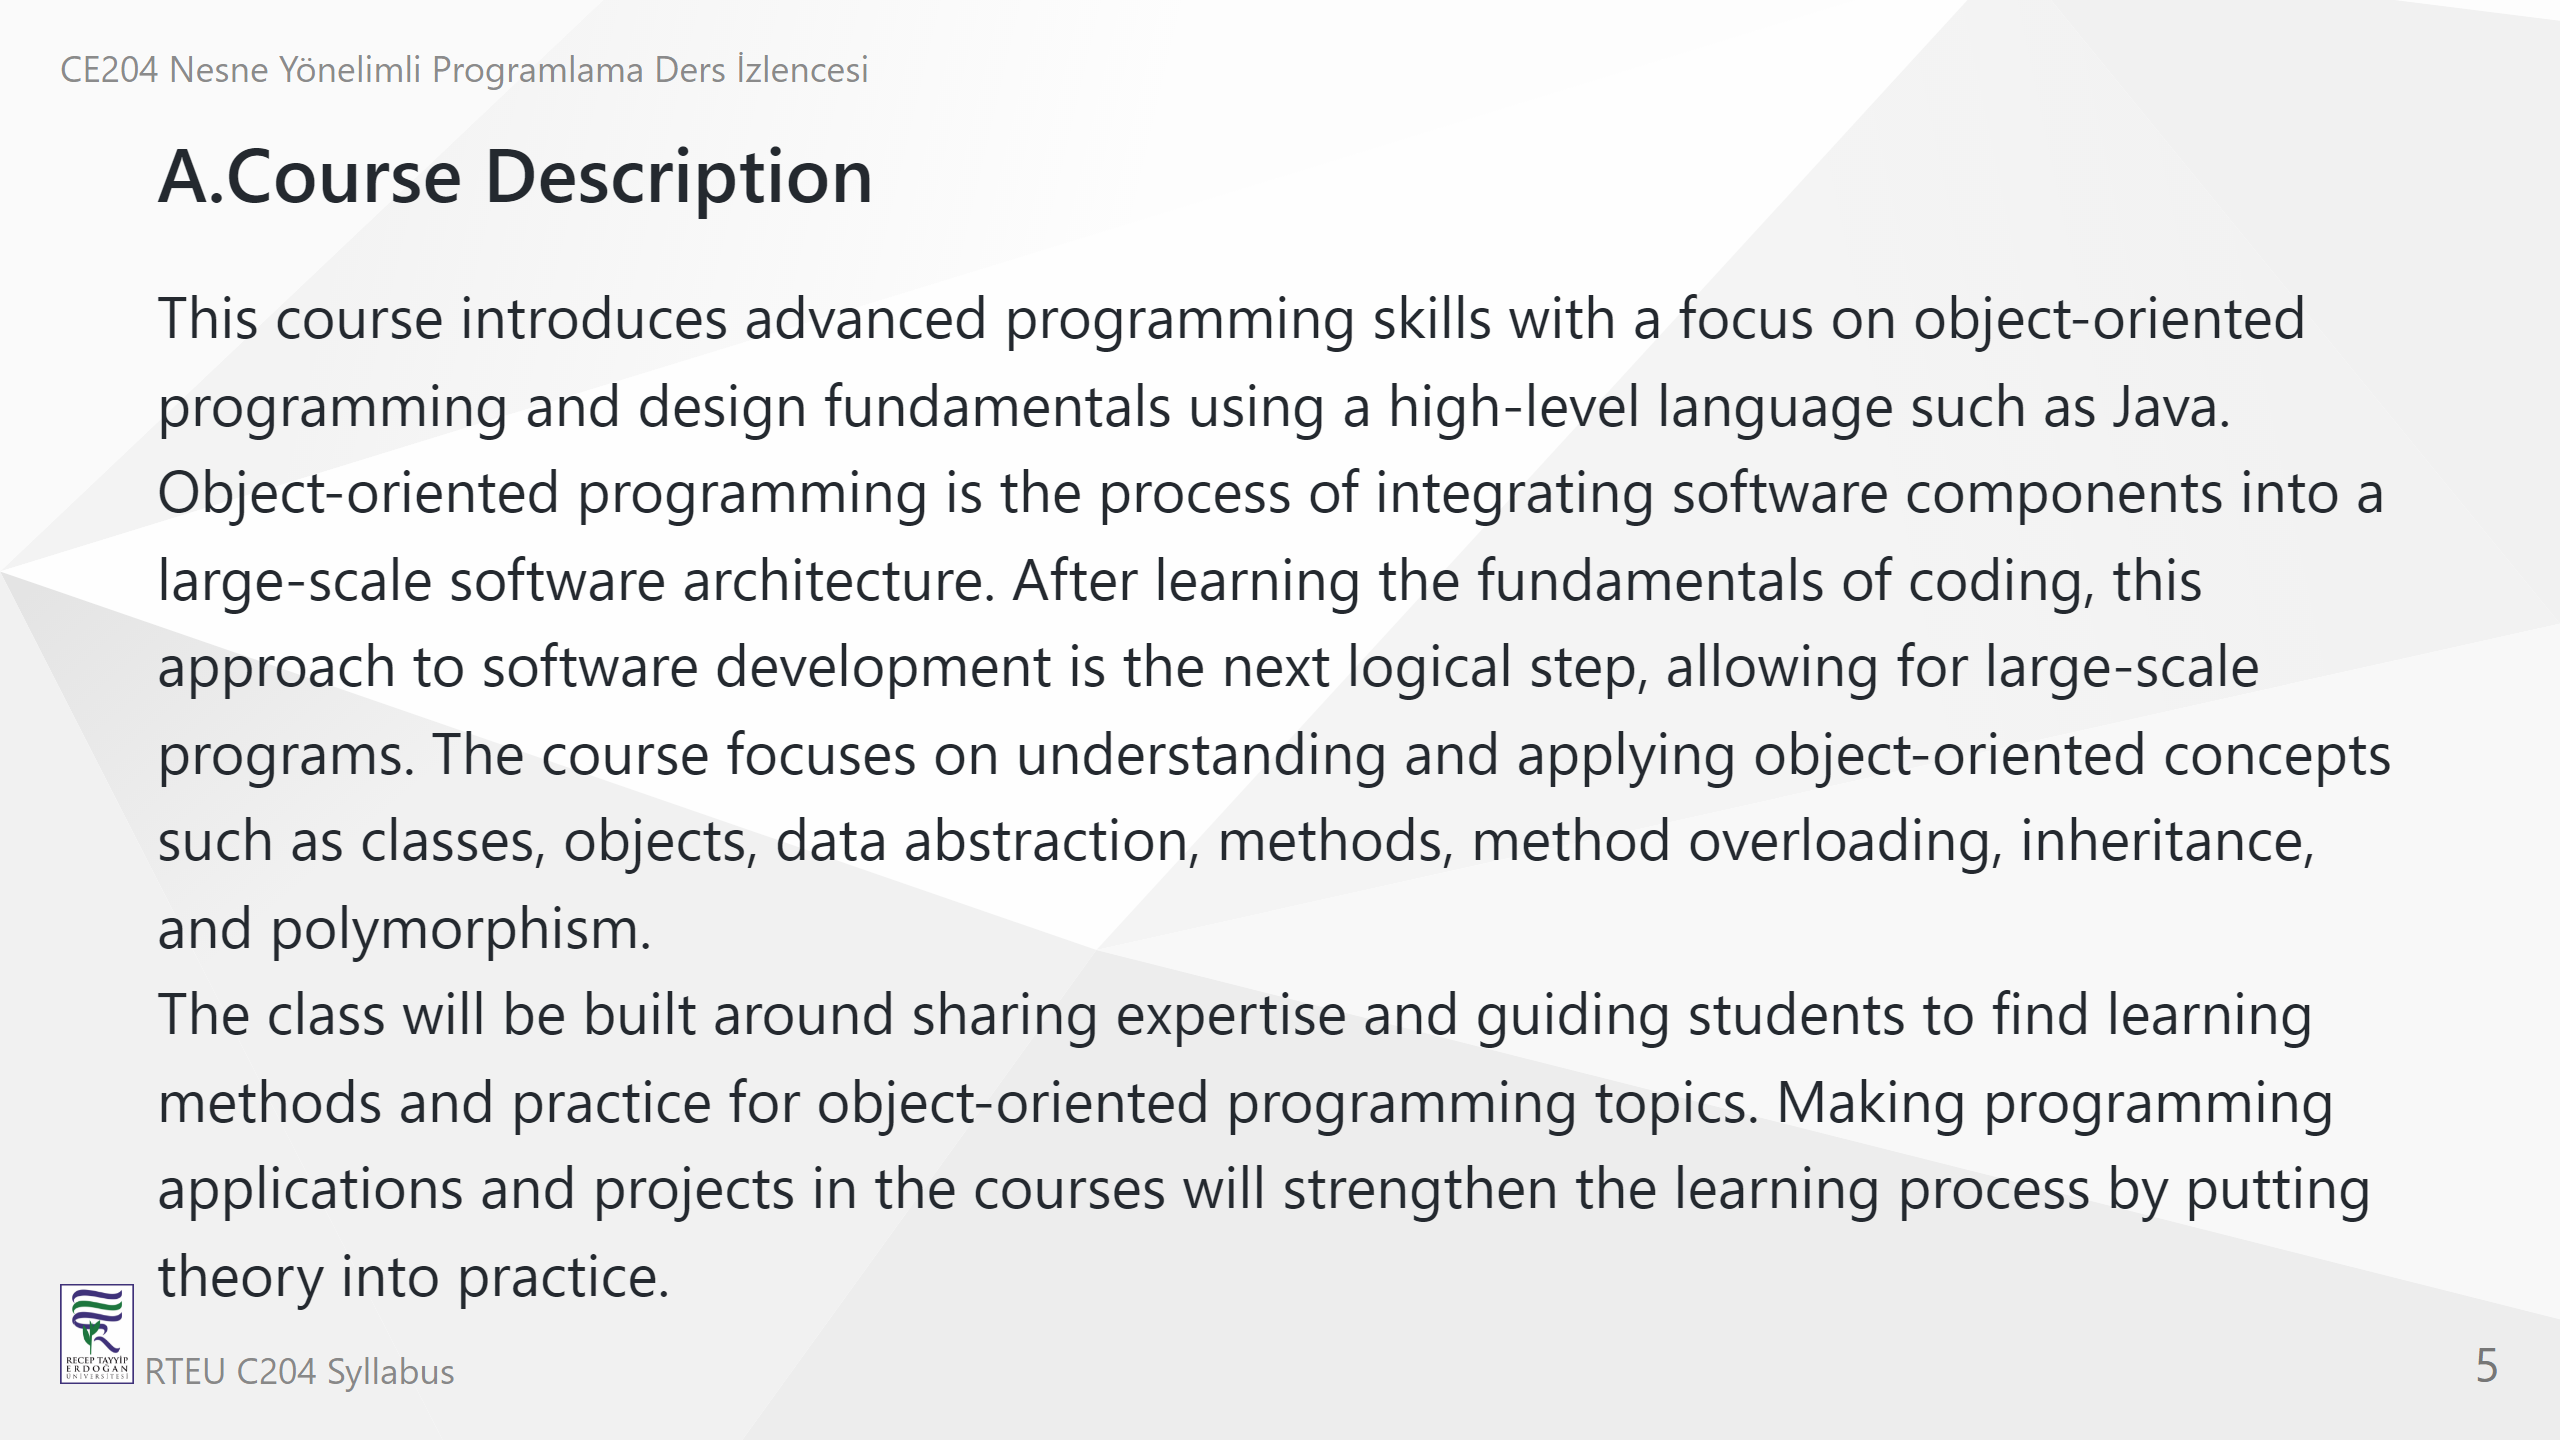 CE204 Nesne Yönelimli Programlama Ders İzlencesi
A.Course Description
This course introduces advanced programming skills with a focus on object-oriented
programming and design fundamentals using a high-level language such as Java.
Object-oriented programming is the process of integrating software components into a
large-scale software architecture. After learning the fundamentals of coding, this
approach to software development is the next logical step, allowing for large-scale
programs. The course focuses on understanding and applying object-oriented concepts
such as classes, objects, data abstraction, methods, method overloading, inheritance,
and polymorphism.
The class will be built around sharing expertise and guiding students to find learning
methods and practice for object-oriented programming topics. Making programming
applications and projects in the courses will strengthen the learning process by putting
theory into practice.
RECEP TAYYİP
ERDOĞAN
ÜNİVERSİTESİ
RTEU C204 Syllabus
5